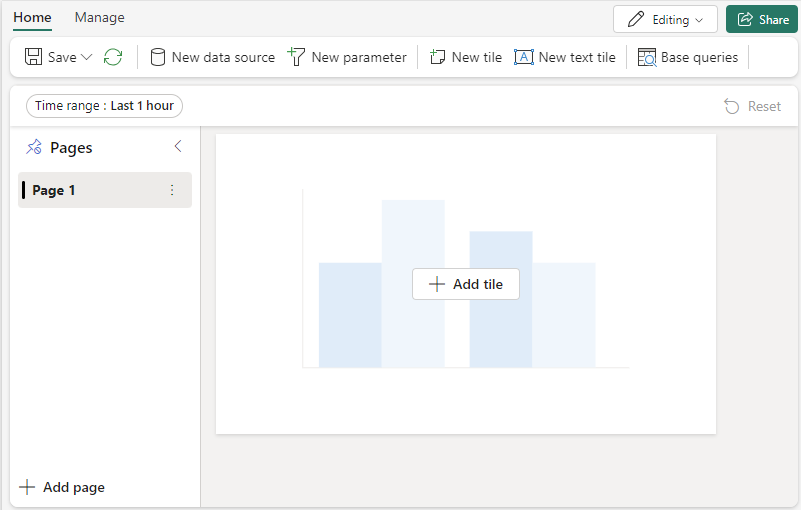 Home Manage Editing Share
Save New data source New parameter New tile A New text tile Base queries
Time range : Last 1 hour Reset
Pages
Page 1
Add tile
Add page